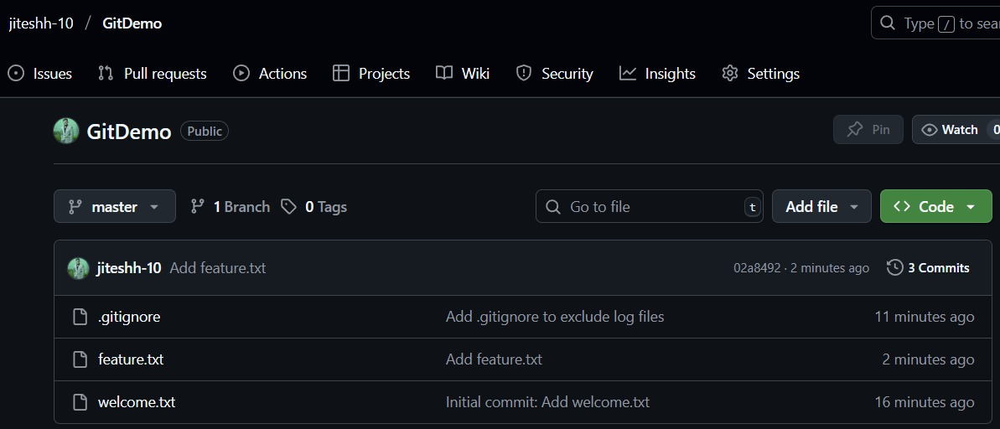 jiteshh-10 / GitDemo
Type / to sear
Issues Pull requests Actions Projects Wiki Security Insights Settings
GitDemo Public
Pin Watch 0
master 1 Branch 0 Tags
Go to file t Add file Code
jiteshh-10 Add feature.txt 02a8492 · 2 minutes ago 3 Commits
.gitignore Add .gitignore to exclude log files 11 minutes ago
feature.txt Add feature.txt 2 minutes ago
welcome.txt Initial commit: Add welcome.txt 16 minutes ago